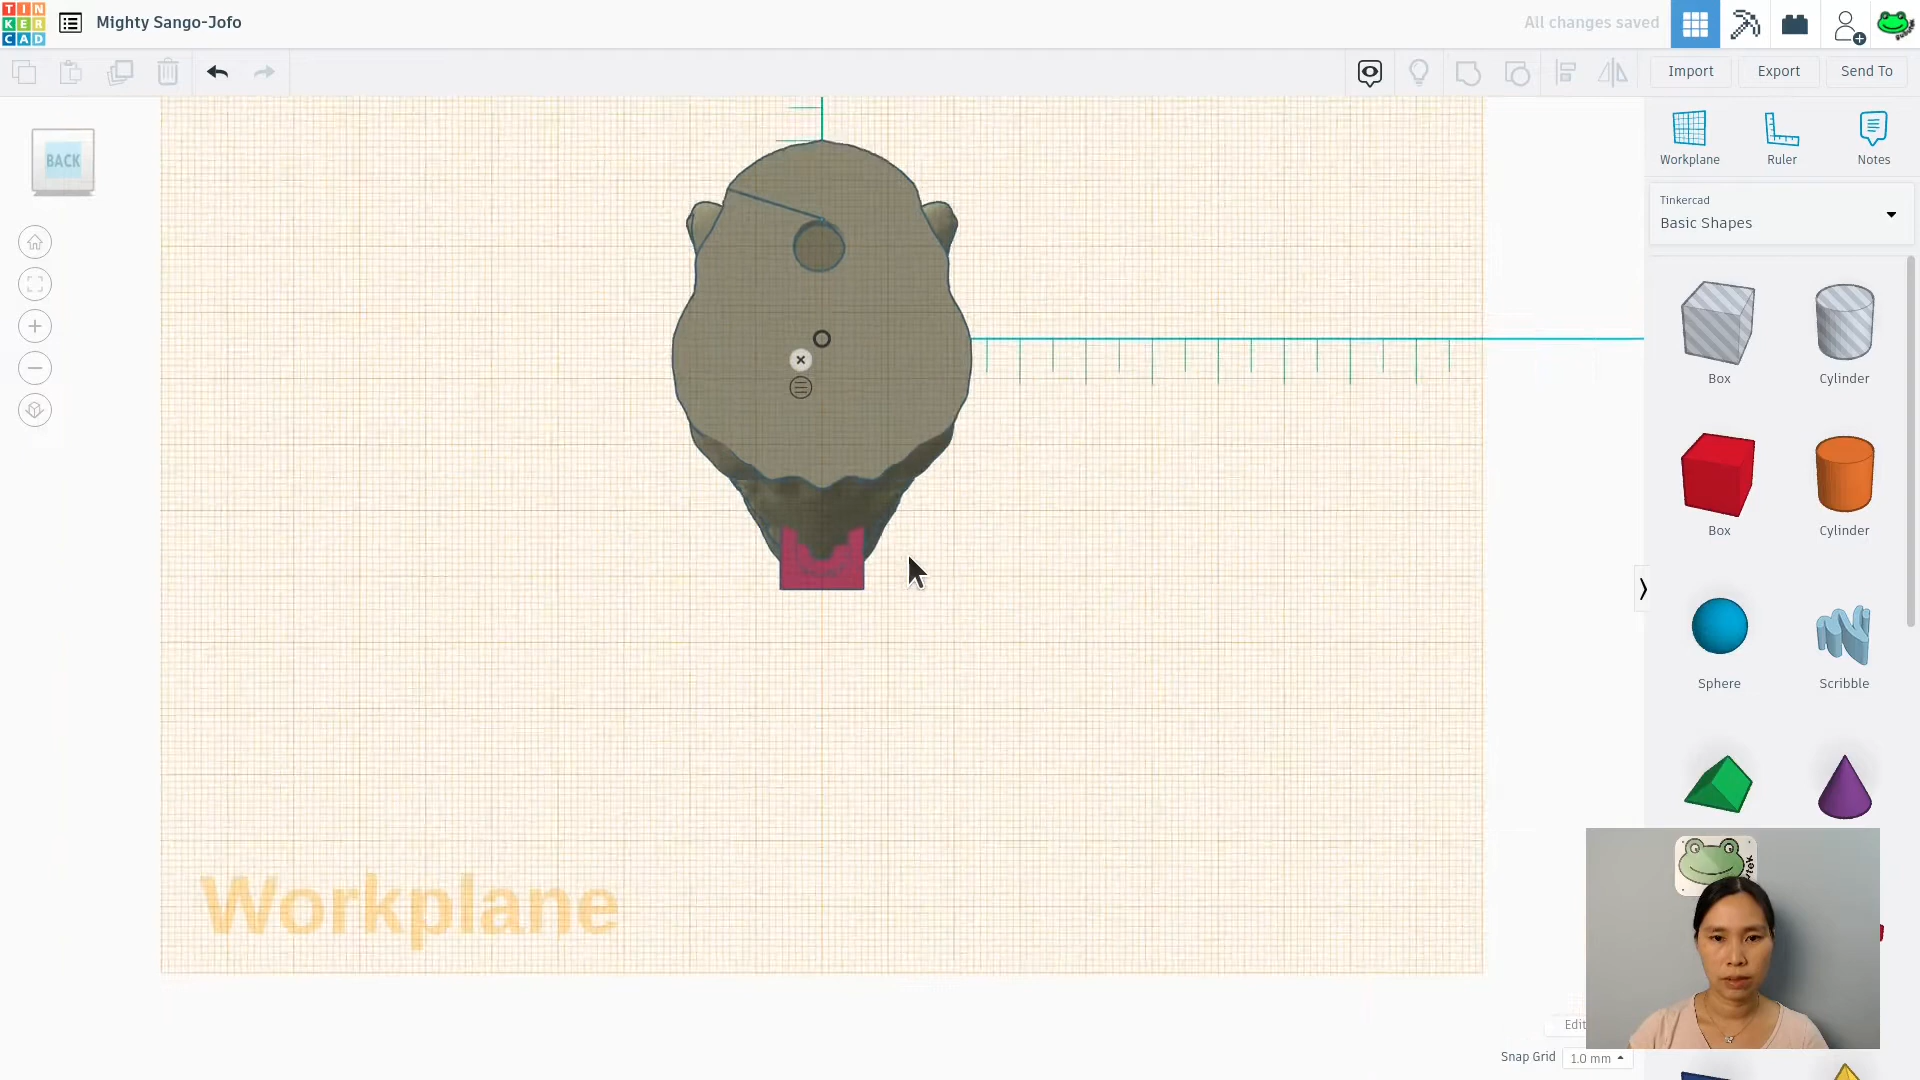 TIN
KER
CAD
Mighty Sango-Jofo
All changes saved
Import
Export
Send To
BACK
Workplane
Ruler
Notes
Tinkercad
Basic Shapes
Box
Cylinder
Box
Cylinder
Sphere
Scribble
Workplane
Edit
Snap Grid
1.0 mm